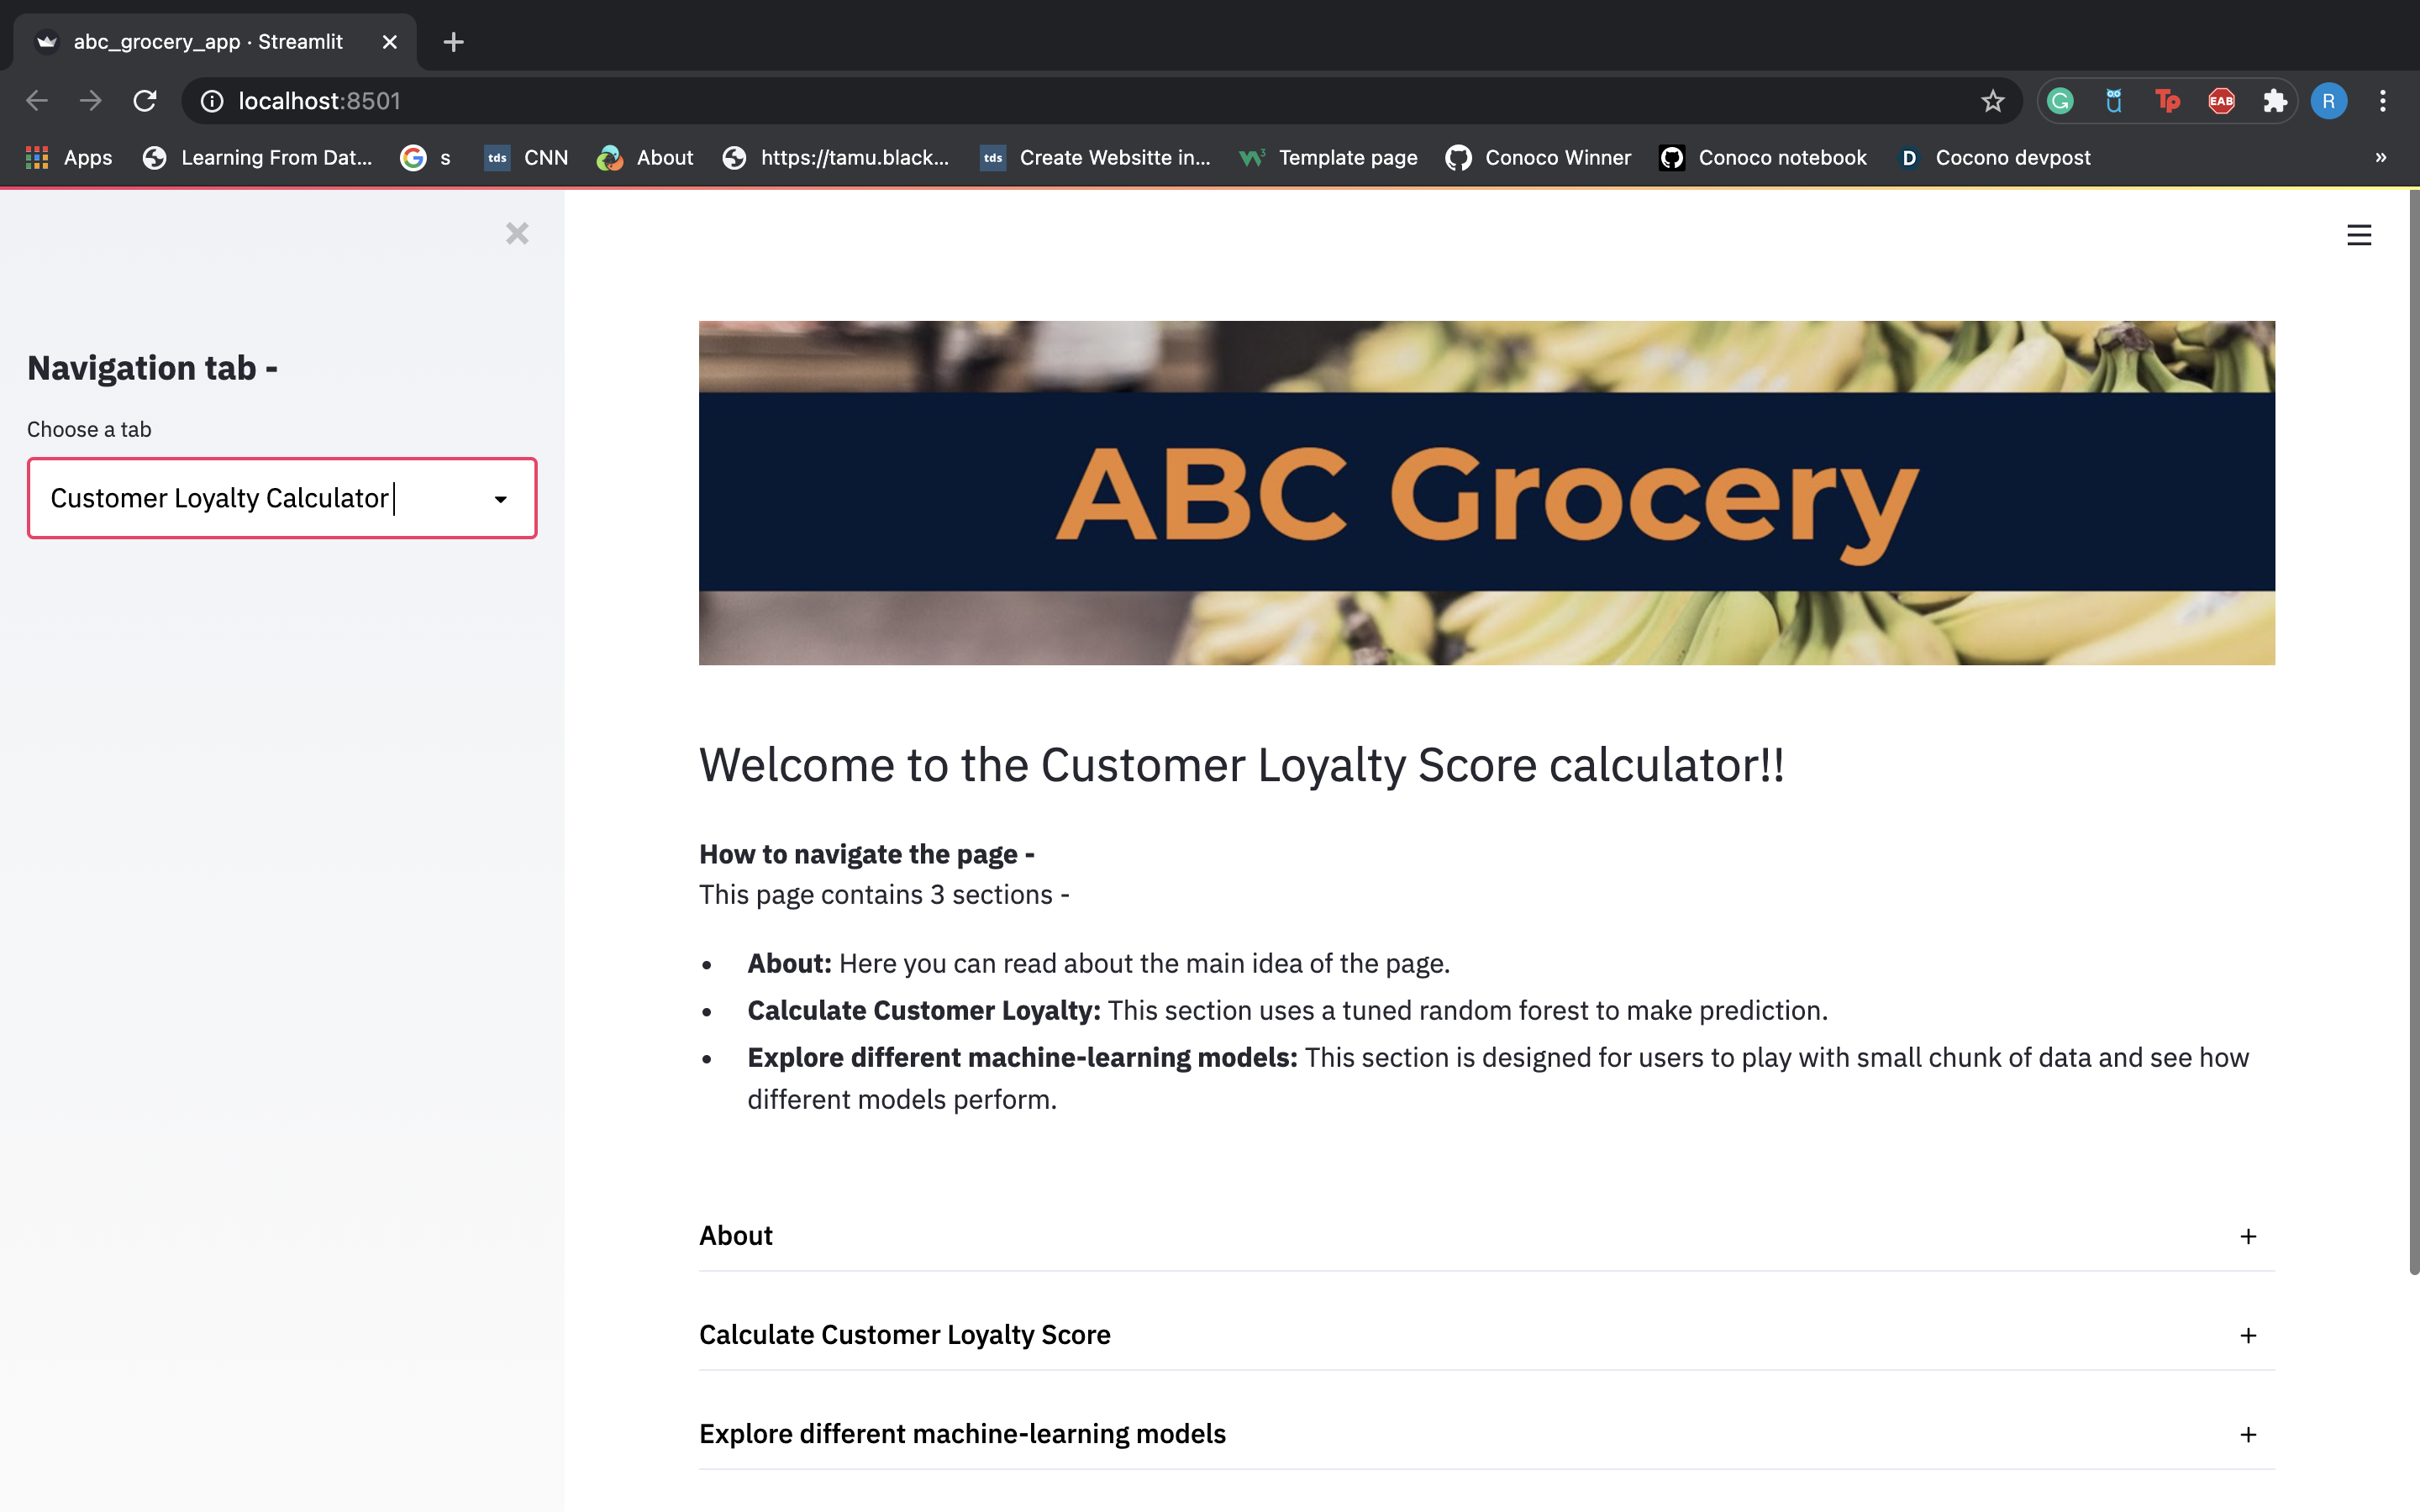 abc_grocery_app · Streamlit
localhost:8501
R
Apps
Learning From Dat...
s
tds CNN
About
https://tamu.black...
tds Create Websitte in...
Template page
Conoco Winner
Conoco notebook
D Cocono devpost
»
Tp
EAB
Navigation tab -
Choose a tab
Customer Loyalty Calculator
ABC Grocery
Welcome to the Customer Loyalty Score calculator!!
How to navigate the page -
This page contains 3 sections -
• About: Here you can read about the main idea of the page.
• Calculate Customer Loyalty: This section uses a tuned random forest to make prediction.
• Explore different machine-learning models: This section is designed for users to play with small chunk of data and see how
different models perform.
About
Calculate Customer Loyalty Score
Explore different machine-learning models